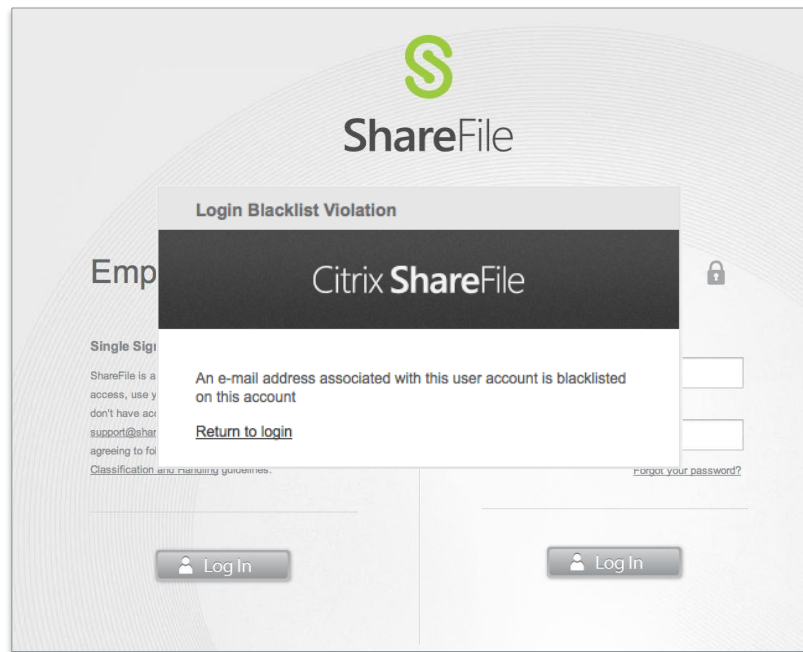 ShareFile
Login Blacklist Violation
Citrix ShareFile
An e-mail address associated with this user account is blacklisted
on this account
Return to login
Emp
Single Sig
ShareFile is a
access, use y
don't have
support@shar
agreeing to
Classification and Handling guidelines.
Log In
Forgot your password?
Log In